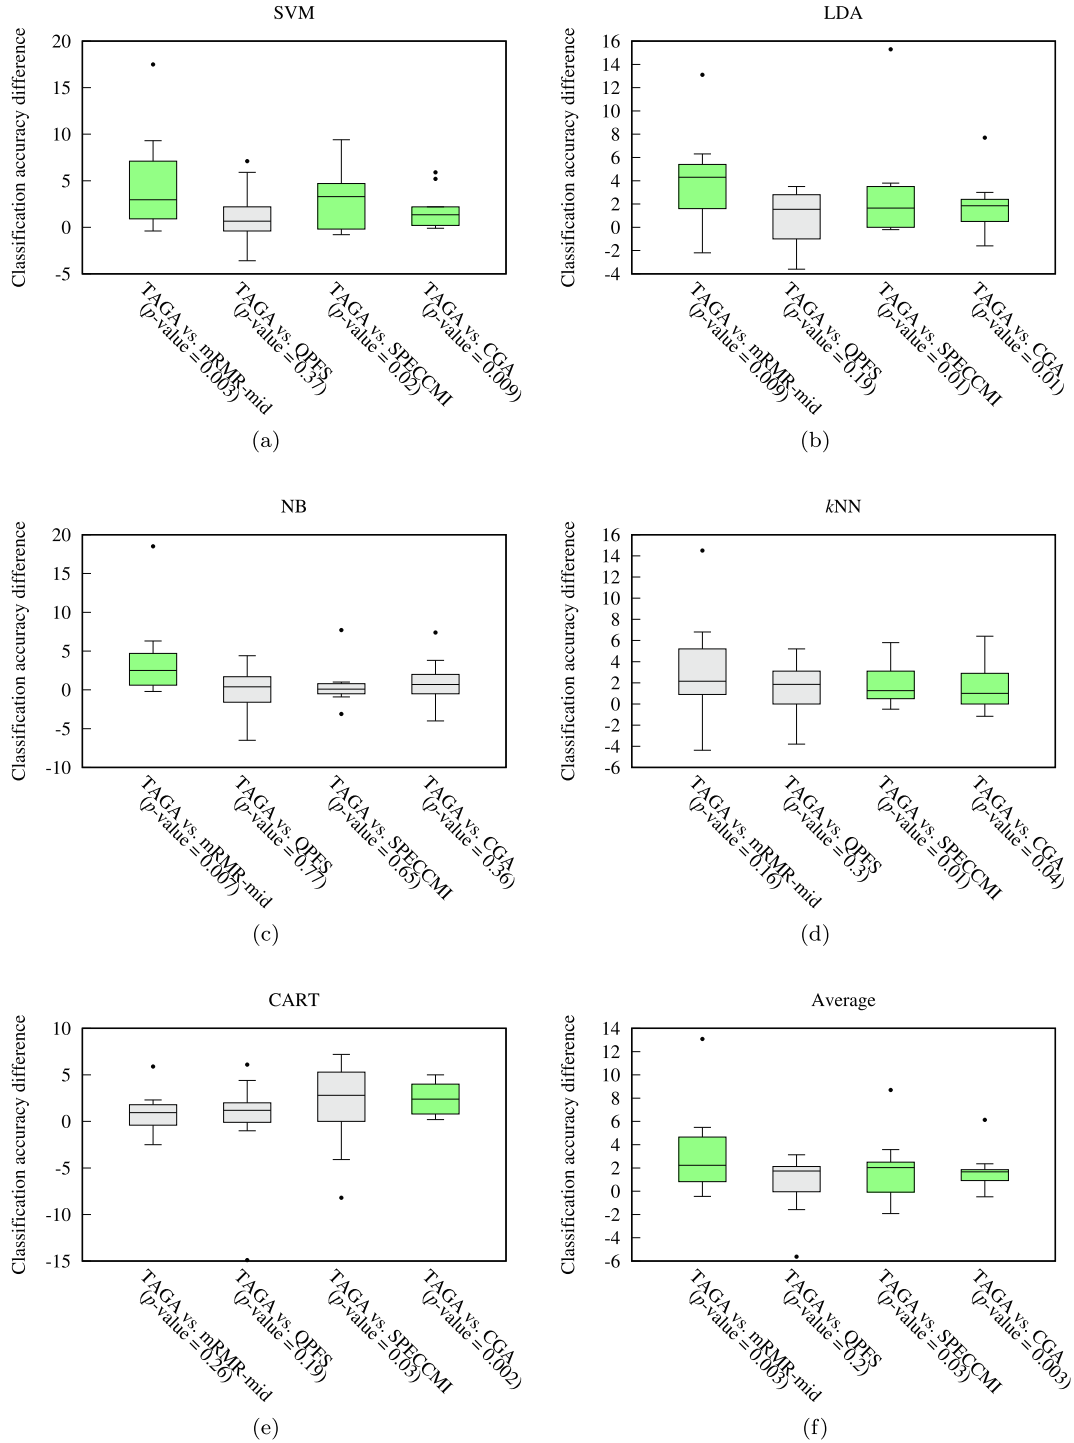 SVM
Classification accuracy difference
20
15
10
5
0
-5
TAGA vs. mRMR-mid
(p-value = 0.003)
TAGA vs. QPFS
(p-value = 0.37)
TAGA vs. SPECCMI
(p-value = 0.02)
TAGA vs. CGA
(p-value = 0.009)
(a)
LDA
Classification accuracy difference
16
14
12
10
8
6
4
2
0
-2
-4
TAGA vs. mRMR-mid
(p-value = 0.009)
TAGA vs. QPFS
(p-value = 0.19)
TAGA vs. SPECCMI
(p-value = 0.01)
TAGA vs. CGA
(p-value = 0.01)
(b)
NB
Classification accuracy difference
20
15
10
5
0
-5
-10
TAGA vs. mRMR-mid
(p-value = 0.007)
TAGA vs. QPFS
(p-value = 0.77)
TAGA vs. SPECCMI
(p-value = 0.65)
TAGA vs. CGA
(p-value = 0.36)
(c)
kNN
Classification accuracy difference
16
14
12
10
8
6
4
2
0
-2
-4
-6
TAGA vs. mRMR-mid
(p-value = 0.16)
TAGA vs. QPFS
(p-value = 0.3)
TAGA vs. SPECCMI
(p-value = 0.01)
TAGA vs. CGA
(p-value = 0.04)
(d)
CART
Classification accuracy difference
10
5
0
-5
-10
-15
TAGA vs. mRMR-mid
(p-value = 0.26)
TAGA vs. QPFS
(p-value = 0.19)
TAGA vs. SPECCMI
(p-value = 0.03)
TAGA vs. CGA
(p-value = 0.002)
(e)
Average
Classification accuracy difference
14
12
10
8
6
4
2
0
-2
-4
-6
TAGA vs. mRMR-mid
(p-value = 0.003)
TAGA vs. QPFS
(p-value = 0.2)
TAGA vs. SPECCMI
(p-value = 0.03)
TAGA vs. CGA
(p-value = 0.003)
(f)